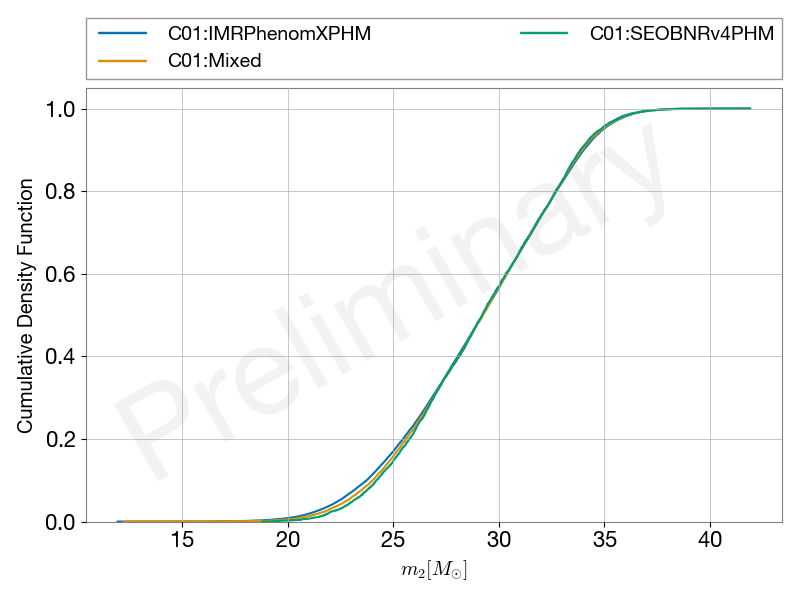 C01:IMRPhenomXPHM
C01:Mixed
C01:SEOBNRv4PHM
Preliminary
Cumulative Density Function
1.0
0.8
0.6
0.4
0.2
0.0
15 20 25 30 35 40
m₂[M☉]